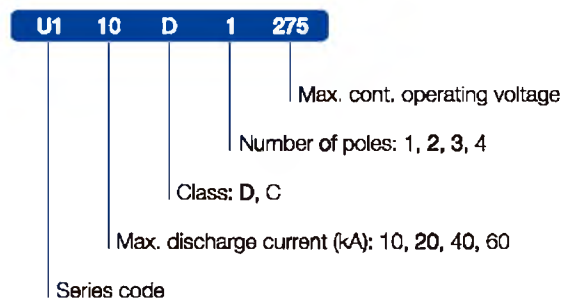 U1 10 D 1 275
Max. cont. operating voltage
Number of poles: 1, 2, 3, 4
Class: D, C
Max. discharge current (kA): 10, 20, 40, 60
Series code